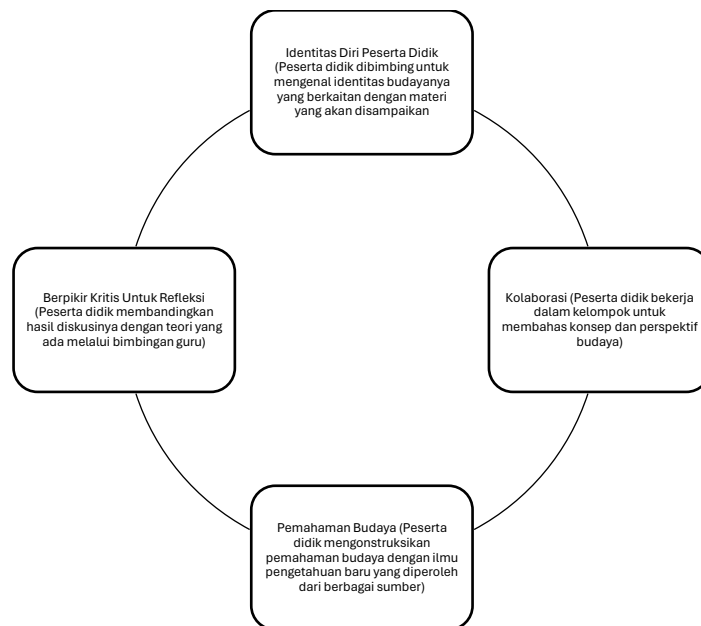 Identitas Diri Peserta Didik
(Peserta didik dibimbing untuk
mengenal identitas budayanya
yang berkaitan dengan materi
yang akan disampaikan
Berpikir Kritis Untuk Refleksi
(Peserta didik membandingkan
hasil diskusinya dengan teori yang
ada melalui bimbingan guru)
Kolaborasi (Peserta didik bekerja
dalam kelompok untuk
membahas konsep dan perspektif
budaya)
Pemahaman Budaya (Peserta
didik mengonstruksikan
pemahaman budaya dengan ilmu
pengetahuan baru yang diperoleh
dari berbagai sumber)